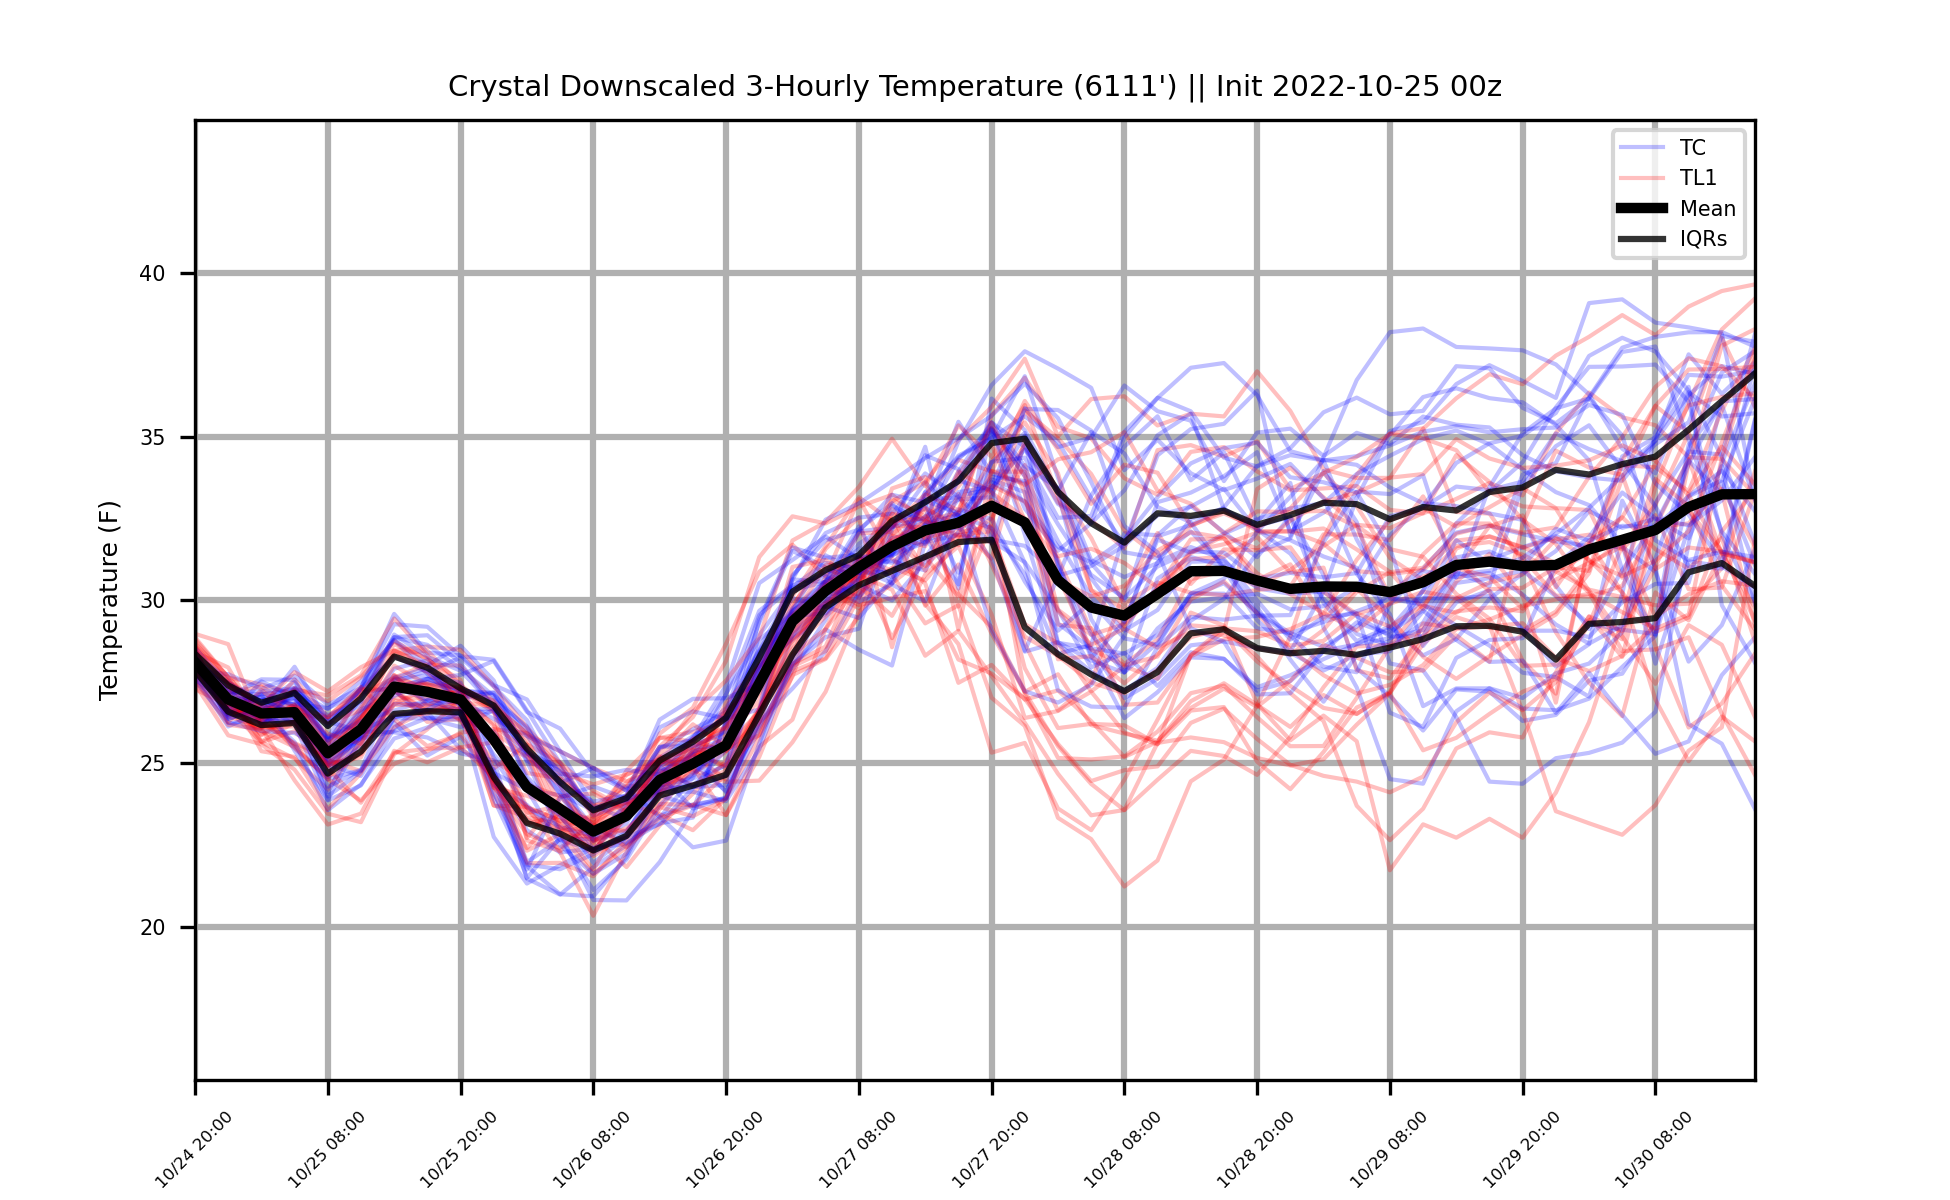 Crystal Downscaled 3-Hourly Temperature (6111') || Init 2022-10-25 00z
TC
TL1
Mean
IQRs
Temperature (F)
40
35
30
25
20
10/24 20:00
10/25 08:00
10/25 20:00
10/26 08:00
10/26 20:00
10/27 08:00
10/27 20:00
10/28 08:00
10/28 20:00
10/29 08:00
10/29 20:00
10/30 08:00